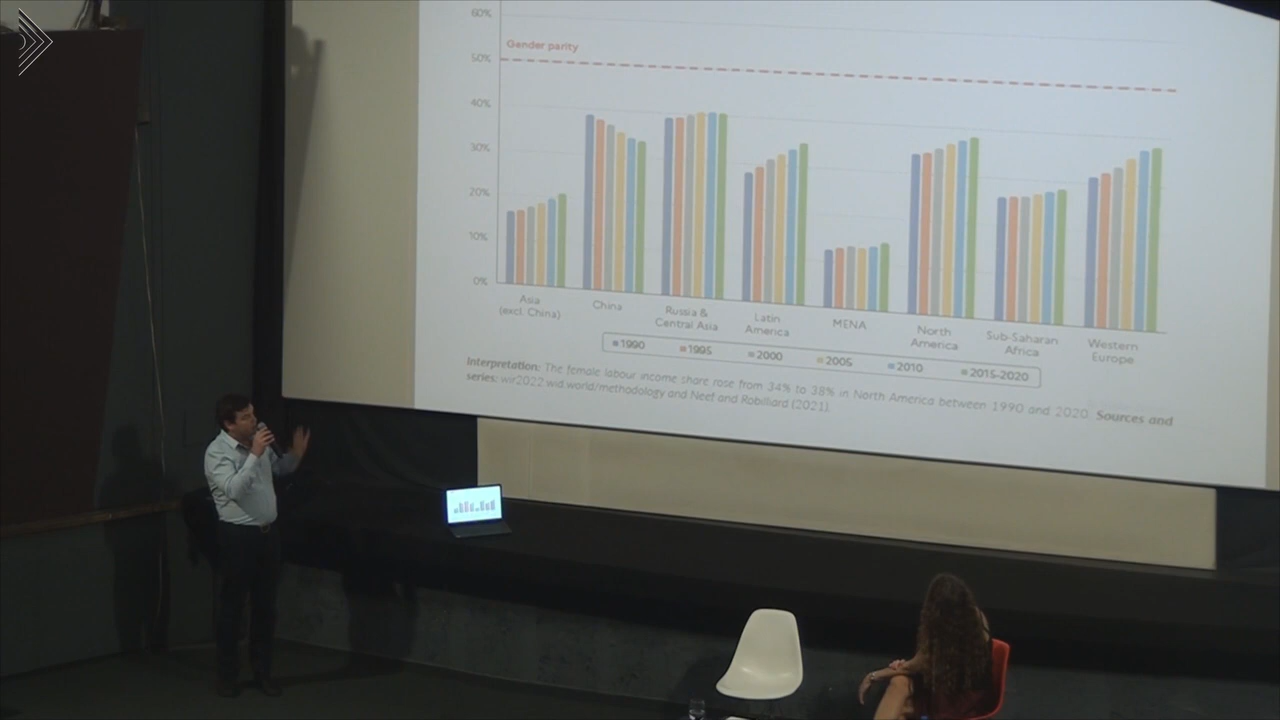 60%
Gender parity
50%
40%
30%
20%
10%
0%
Asia
(excl. China)
China
Russia &
Central Asia
Latin
America
MENA
North
America
Sub-Saharan
Africa
Western
Europe
1990
1995
2000
2005
2010
2015-2020
Interpretation: The female labour income share rose from 34% to 38% in North America between 1990 and 2020. Sources and
series: wir2022.wid.world/methodology and Neef and Robilliard (2021).